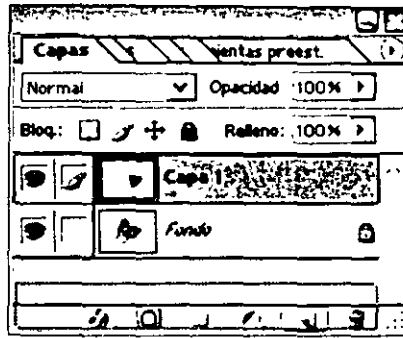 Capas ientas preest.
Normal Opacidad 100%
Bloq.: Relleno: 100%
Capa 1
Fondo